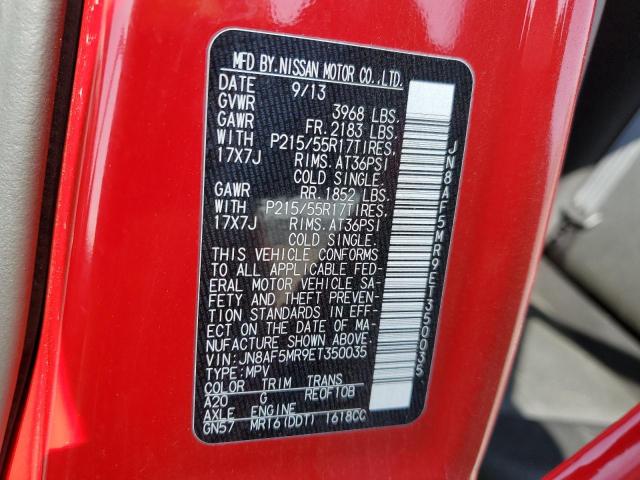 MFD BY.NISSAN MOTOR CO.,LTD.
DATE 9/13
GVWR 3968 LBS.
GAWR FR. 2183 LBS.
WITH P215/55R17TIRES,
17X7J RIMS. AT36PSI
COLD SINGLE.
GAWR RR. 1852 LBS.
WITH P215/55R17TIRES,
17X7J RIMS. AT36PSI
COLD SINGLE.
THIS VEHICLE CONFORMS
TO ALL APPLICABLE FED-
ERAL MOTOR VEHICLE SA-
FETY AND THEFT PREVENTION
STANDARDS IN EFF-
ECT ON THE DATE OF MA-
NUFACTURE SHOWN ABOVE.
VIN: JN8AF5MR9ET350035
TYPE: MPV
COLOR TRIM TRANS
A20 G RE0FT0B
AXLE ENGINE
GN57 MR16(DDT) 1618CC
JN8AF5MR9ET350035